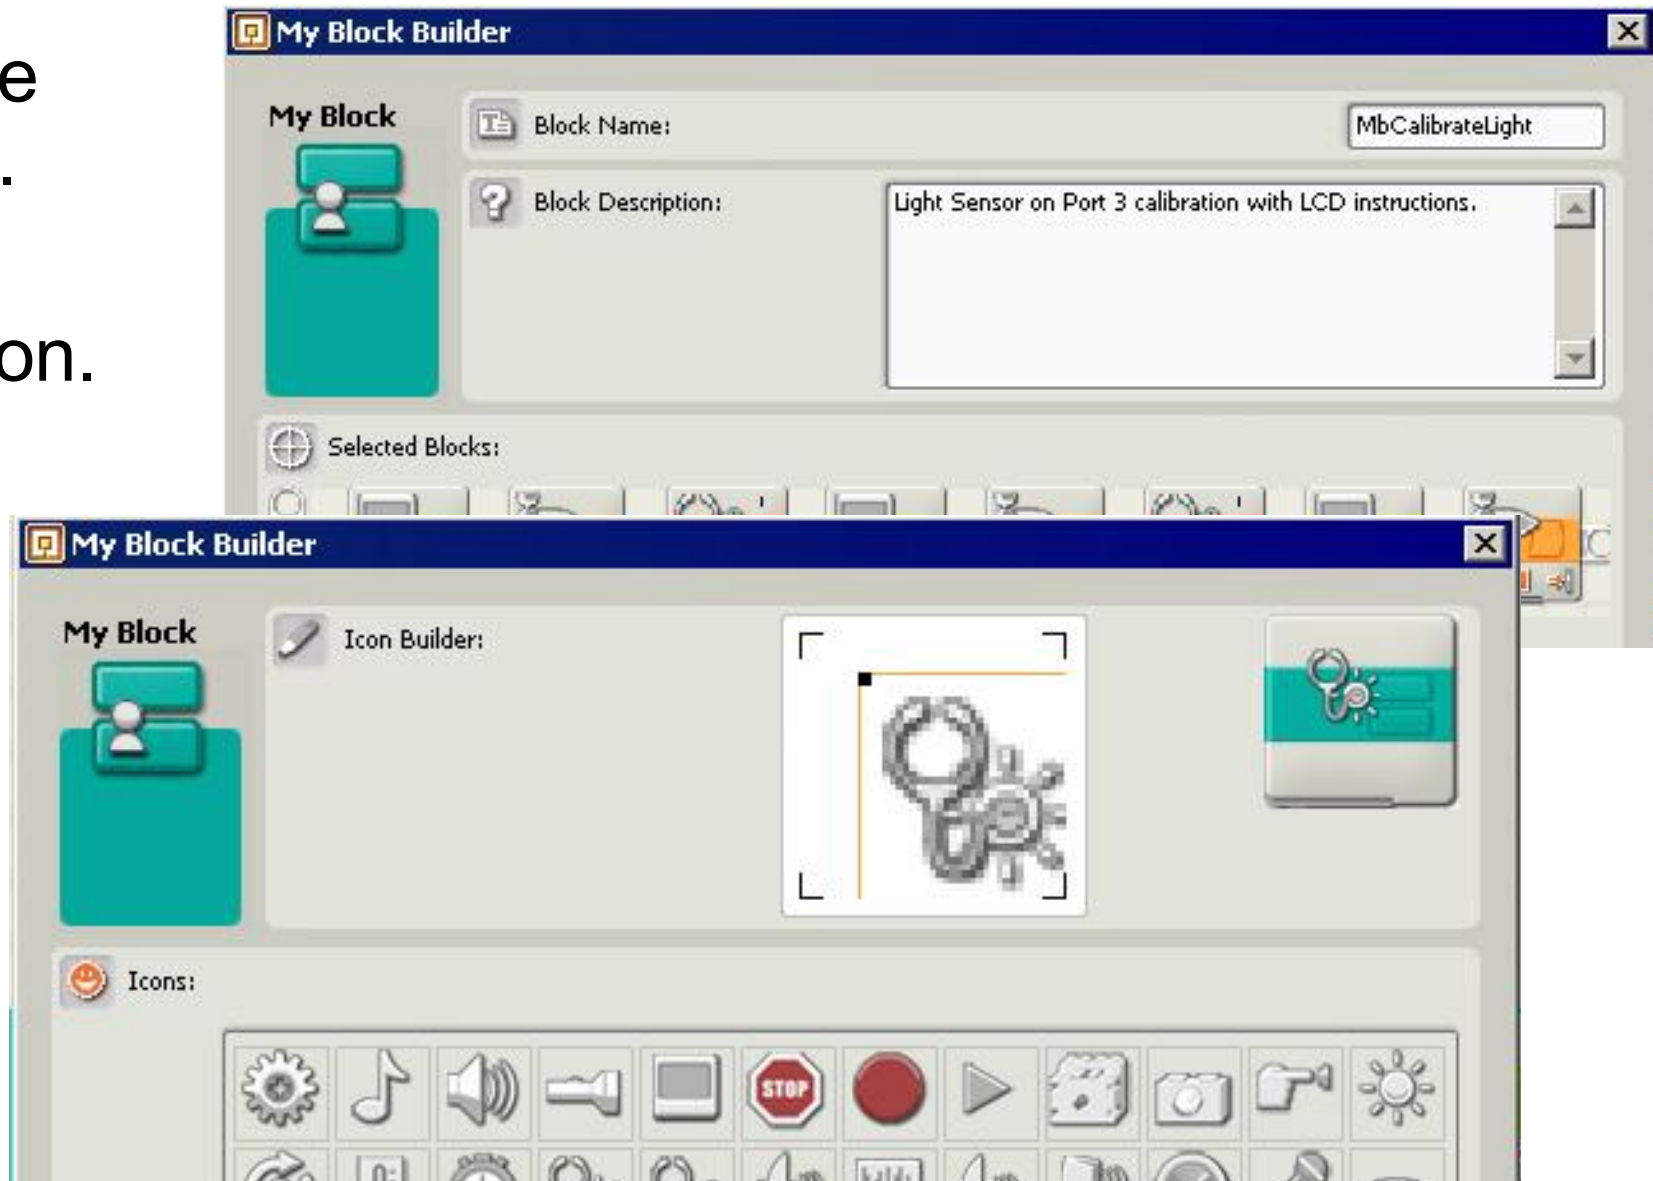 My Block Builder
e
My Block
Block Name:
MbCalibrateLight
.
Block Description:
Light Sensor on Port 3 calibration with LCD instructions.
on.
Selected Blocks:
My Block Builder
My Block
Icon Builder:
Icons:
STOP